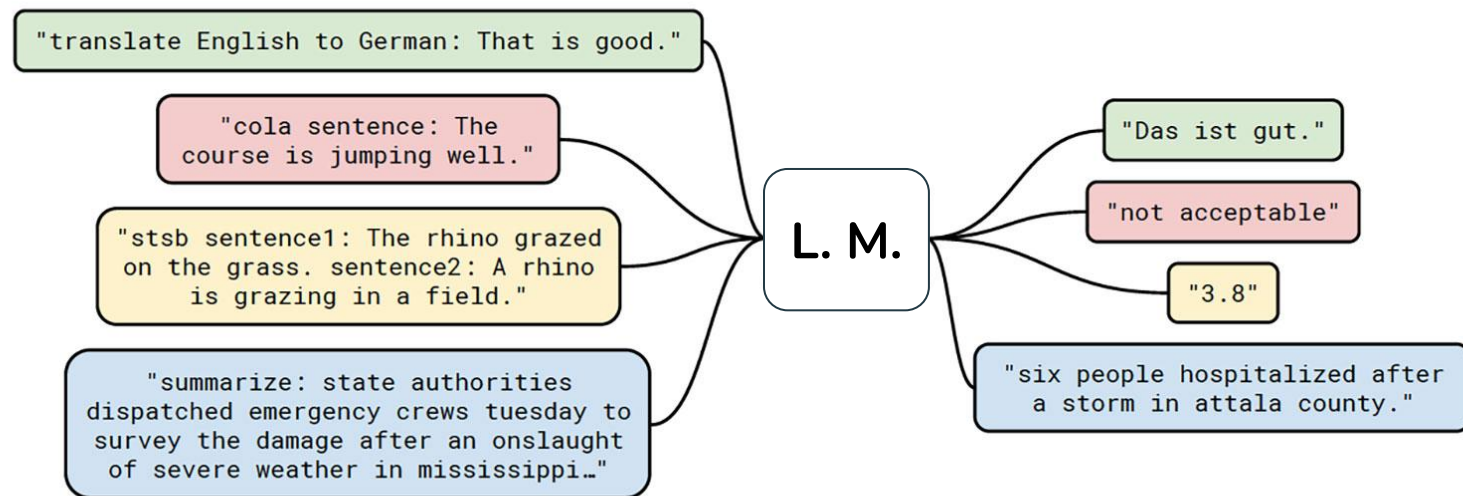 "translate English to German: That is good."
"cola sentence: The
course is jumping well."
"stsb sentence1: The rhino grazed
on the grass. sentence2: A rhino
is grazing in a field."
"summarize: state authorities
dispatched emergency crews tuesday to
survey the damage after an onslaught
of severe weather in mississippi…"
L. M.
"Das ist gut."
"not acceptable"
"3.8"
"six people hospitalized after
a storm in attala county."